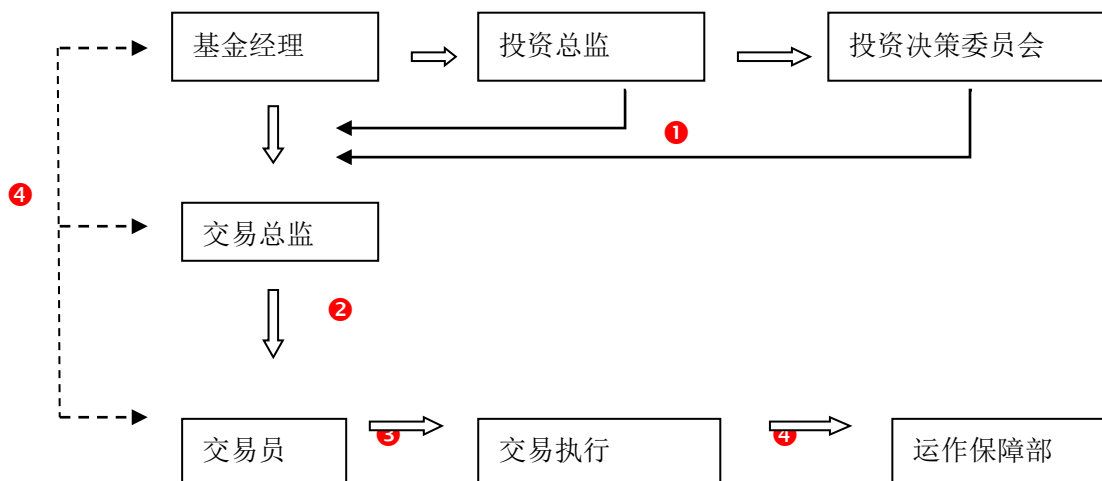 基金经理
投资总监
投资决策委员会
❶
❹
交易总监
❷
交易员
❸
交易执行
❹
运作保障部